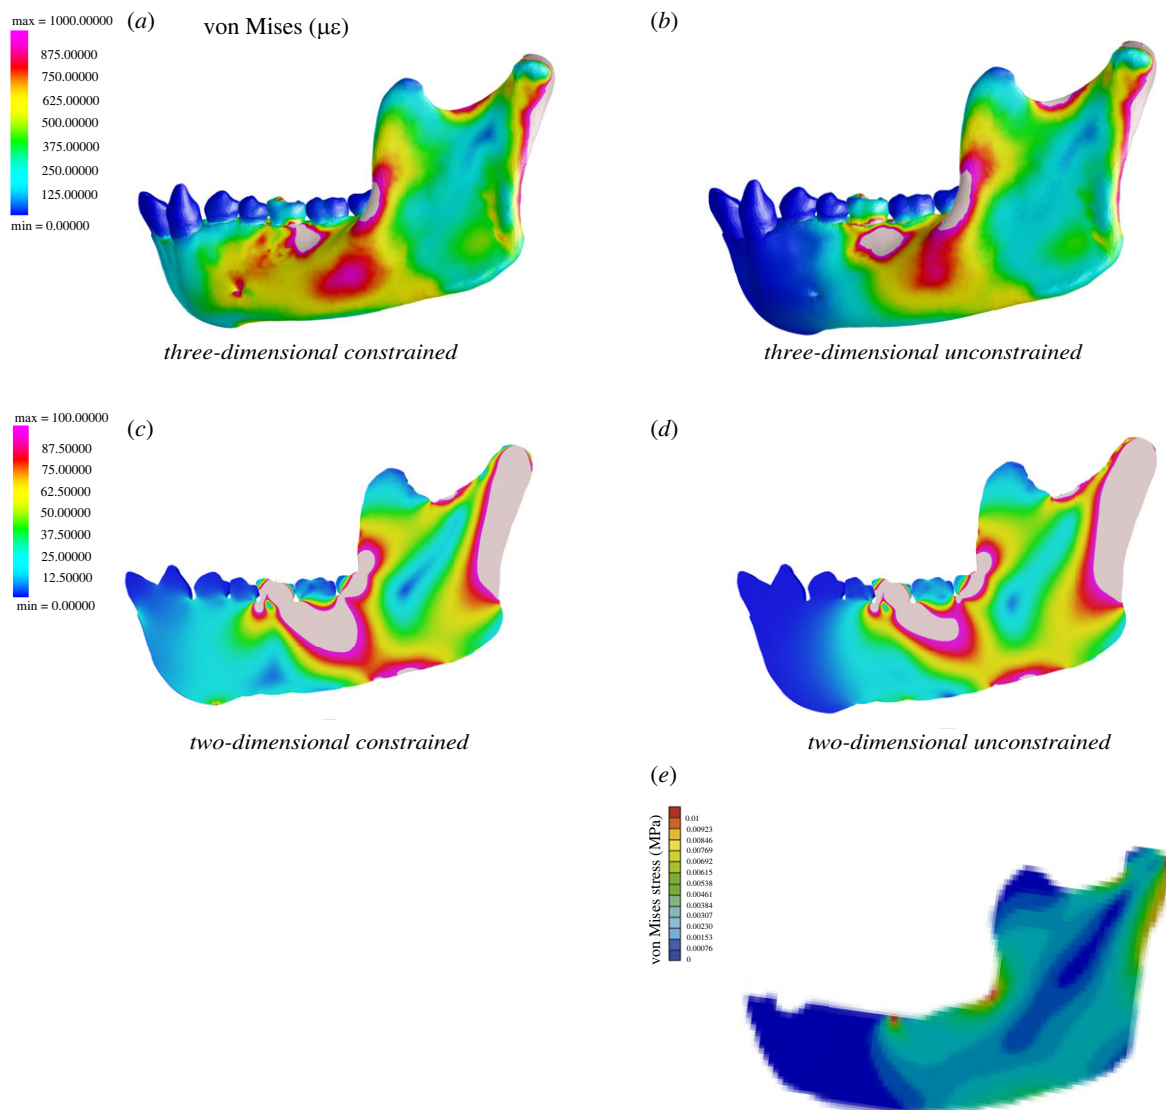 (a)
von Mises (με)
max = 1000.00000
875.00000
750.00000
625.00000
500.00000
375.00000
250.00000
125.00000
min = 0.00000
three-dimensional constrained
(b)
three-dimensional unconstrained
(c)
max = 100.00000
87.50000
75.00000
62.50000
50.00000
37.50000
25.00000
12.50000
min = 0.00000
two-dimensional constrained
(d)
two-dimensional unconstrained
(e)
von Mises stress (MPa)
0.01
0.00923
0.00846
0.00769
0.00692
0.00615
0.00538
0.00461
0.00384
0.00307
0.00230
0.00153
0.00076
0